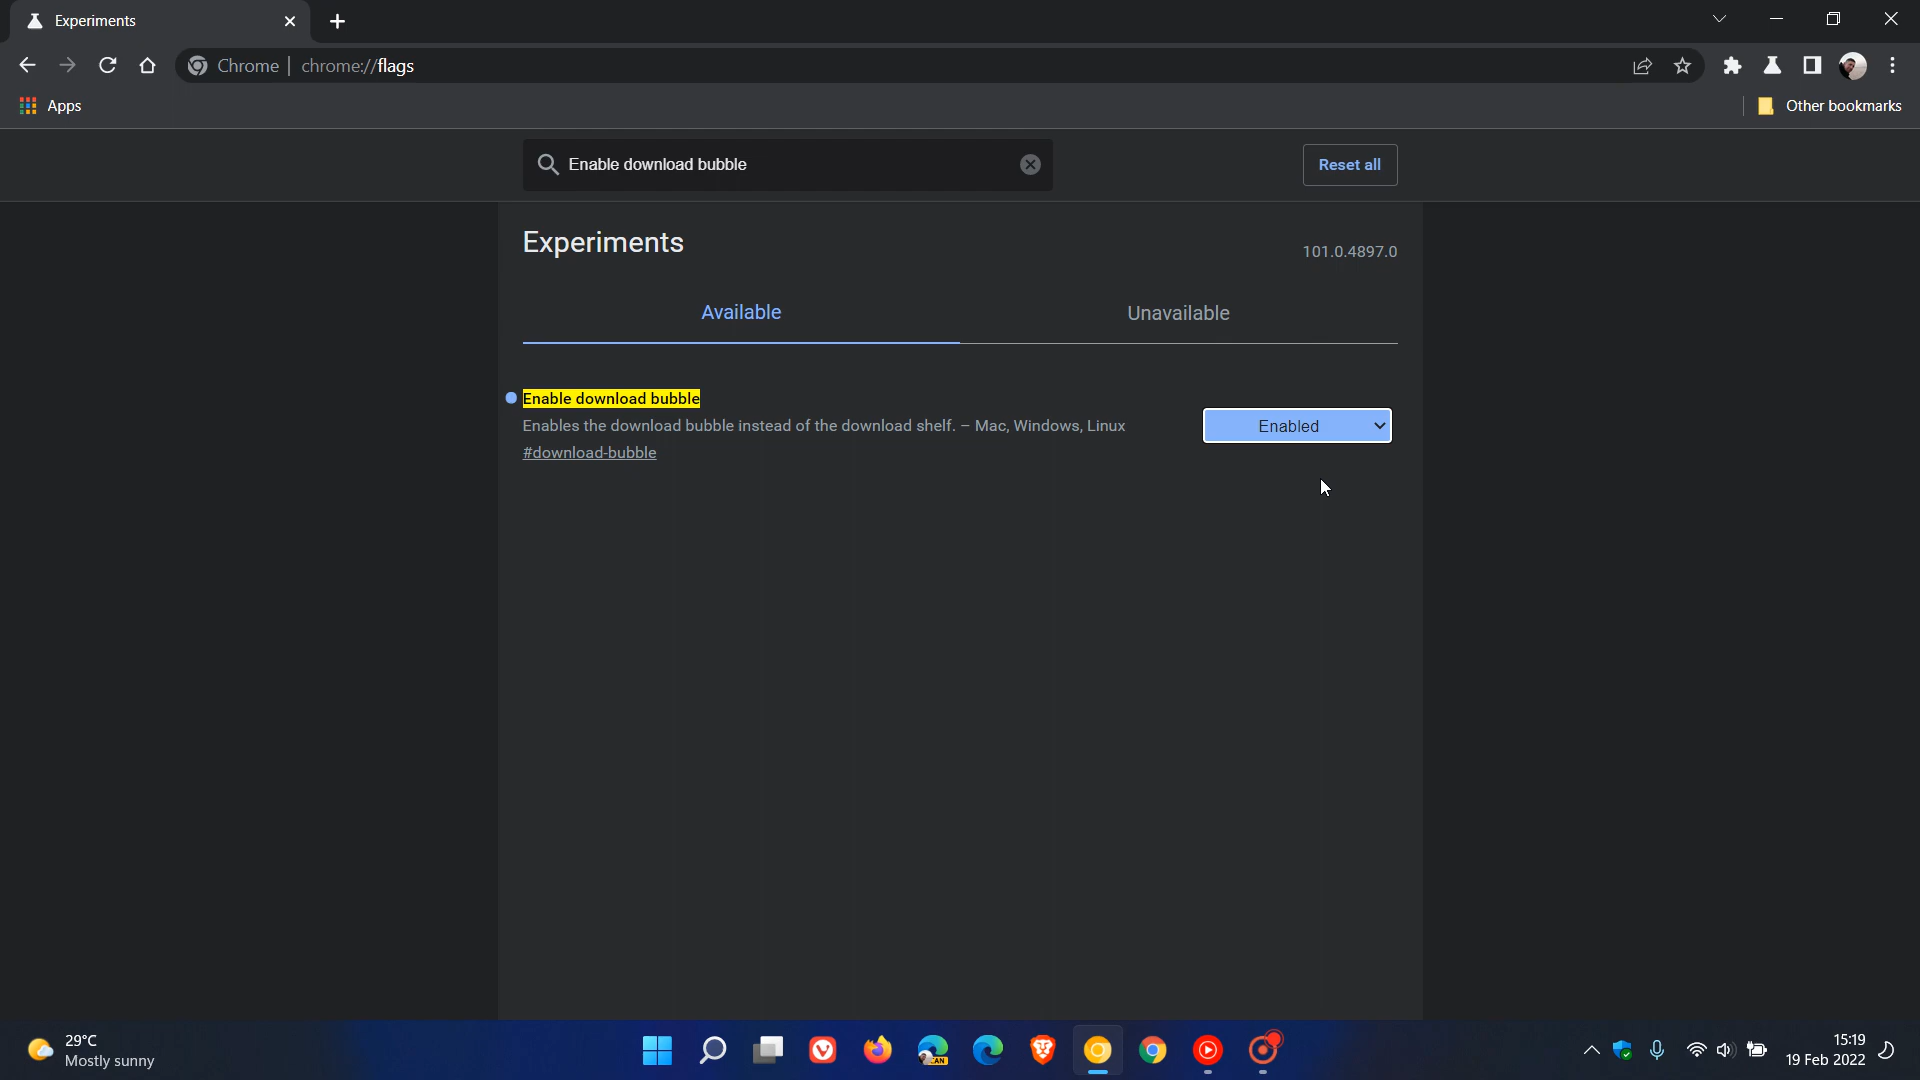 Experiments
Chrome | chrome://flags
Apps
Other bookmarks
Enable download bubble
Reset all
Experiments
101.0.4897.0
Available
Unavailable
Enable download bubble
Enables the download bubble instead of the download shelf. – Mac, Windows, Linux
#download-bubble
Enabled
29°C
Mostly sunny
CAN
15:19
19 Feb 2022